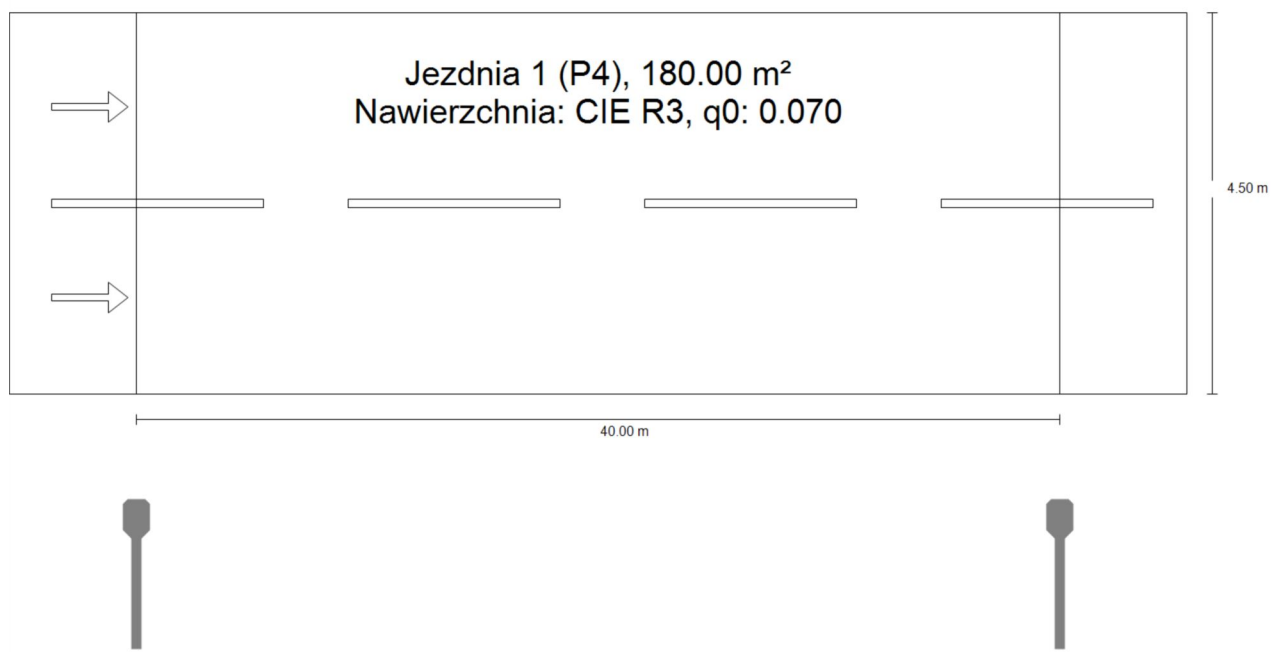 Jezdnia 1 (P4), 180.00 m²
Nawierzchnia: CIE R3, q0: 0.070
4.50 m
40.00 m